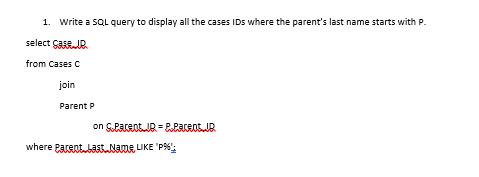 1. Write a SQL query to display all the cases IDs where the parent's last name starts with P.
select Case_ID
from Cases C
join
Parent P
on C.Parent_ID = P.Parent_ID
where Parent_Last_Name LIKE 'P%';